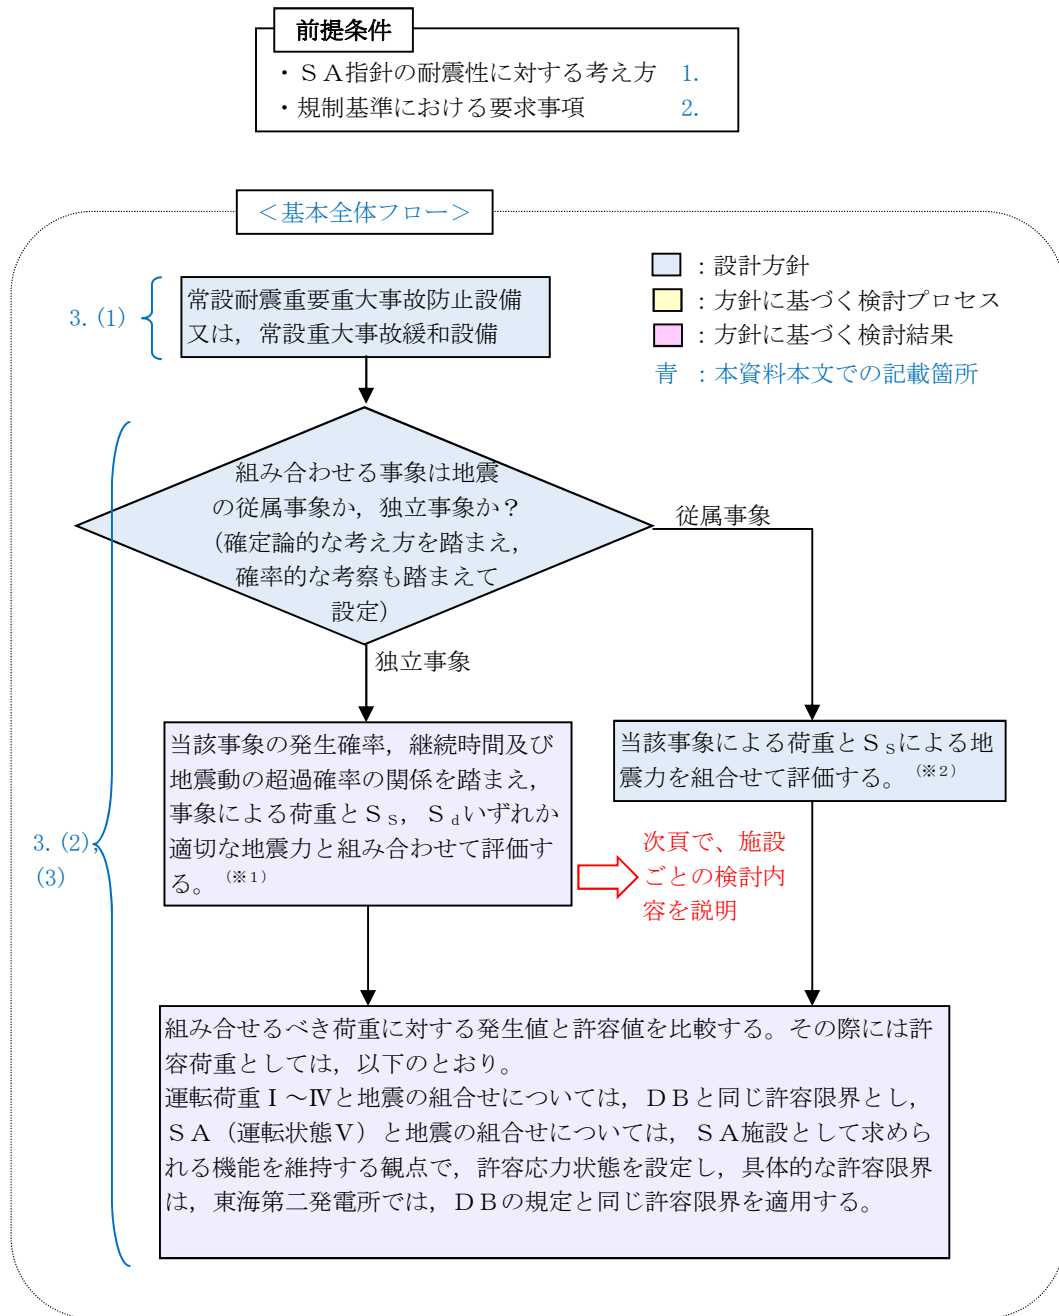 前提条件
・ＳＡ指針の耐震性に対する考え方 1.
・規制基準における要求事項 2.
＜基本全体フロー＞
：設計方針
：方針に基づく検討プロセス
：方針に基づく検討結果
青 ：本資料本文での記載箇所
3. (1)
常設耐震重要重大事故防止設備
又は，常設重大事故緩和設備
組み合わせる事象は地震
の従属事象か，独立事象か？
（確定論的な考え方を踏まえ，
確率的な考察も踏まえて
設定）
従属事象
独立事象
3. (2),
(3)
当該事象の発生確率，継続時間及び
地震動の超過確率の関係を踏まえ，
事象による荷重とＳｓ，Ｓｄいずれか
適切な地震力と組み合わせて評価す
る。（※１）
当該事象による荷重とＳｓによる地
震力を組合せて評価する。（※２）
次頁で、施設
ごとの検討内
容を説明
組み合せるべき荷重に対する発生値と許容値を比較する。その際には許
容荷重としては，以下のとおり。
運転荷重Ⅰ～Ⅳと地震の組合せについては，ＤＢと同じ許容限界とし，
ＳＡ（運転状態Ⅴ）と地震の組合せについては，ＳＡ施設として求めら
れる機能を維持する観点で，許容応力状態を設定し，具体的な許容限界
は，東海第二発電所では，ＤＢの規定と同じ許容限界を適用する。